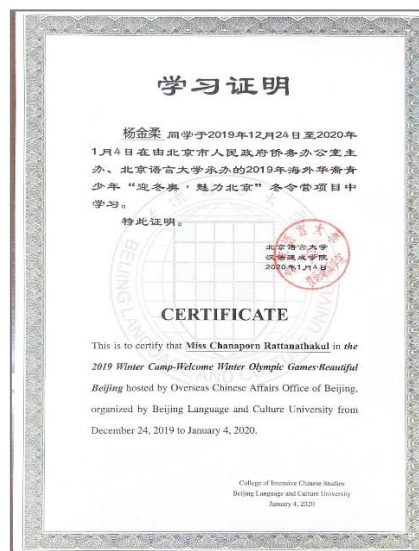 学习证明
杨金柔 同学于2019年12月24日至2020年
1月4日在由北京市人民政府侨务办公室主
办、北京语言大学承办的2019年海外华裔青
少年“迎冬奥·魅力北京”冬令营项目中
学习。
特此证明。
北京语言大学
汉语速成学院
2020年1月4日
CERTIFICATE
This is to certify that Miss Chanaporn Rattanathakul in the
2019 Winter Camp-Welcome Winter Olympic Games·Beautiful
Beijing hosted by Overseas Chinese Affairs Office of Beijing,
organized by Beijing Language and Culture University from
December 24, 2019 to January 4, 2020.
College of Intensive Chinese Studies
Beijing Language and Culture University
January 4, 2020